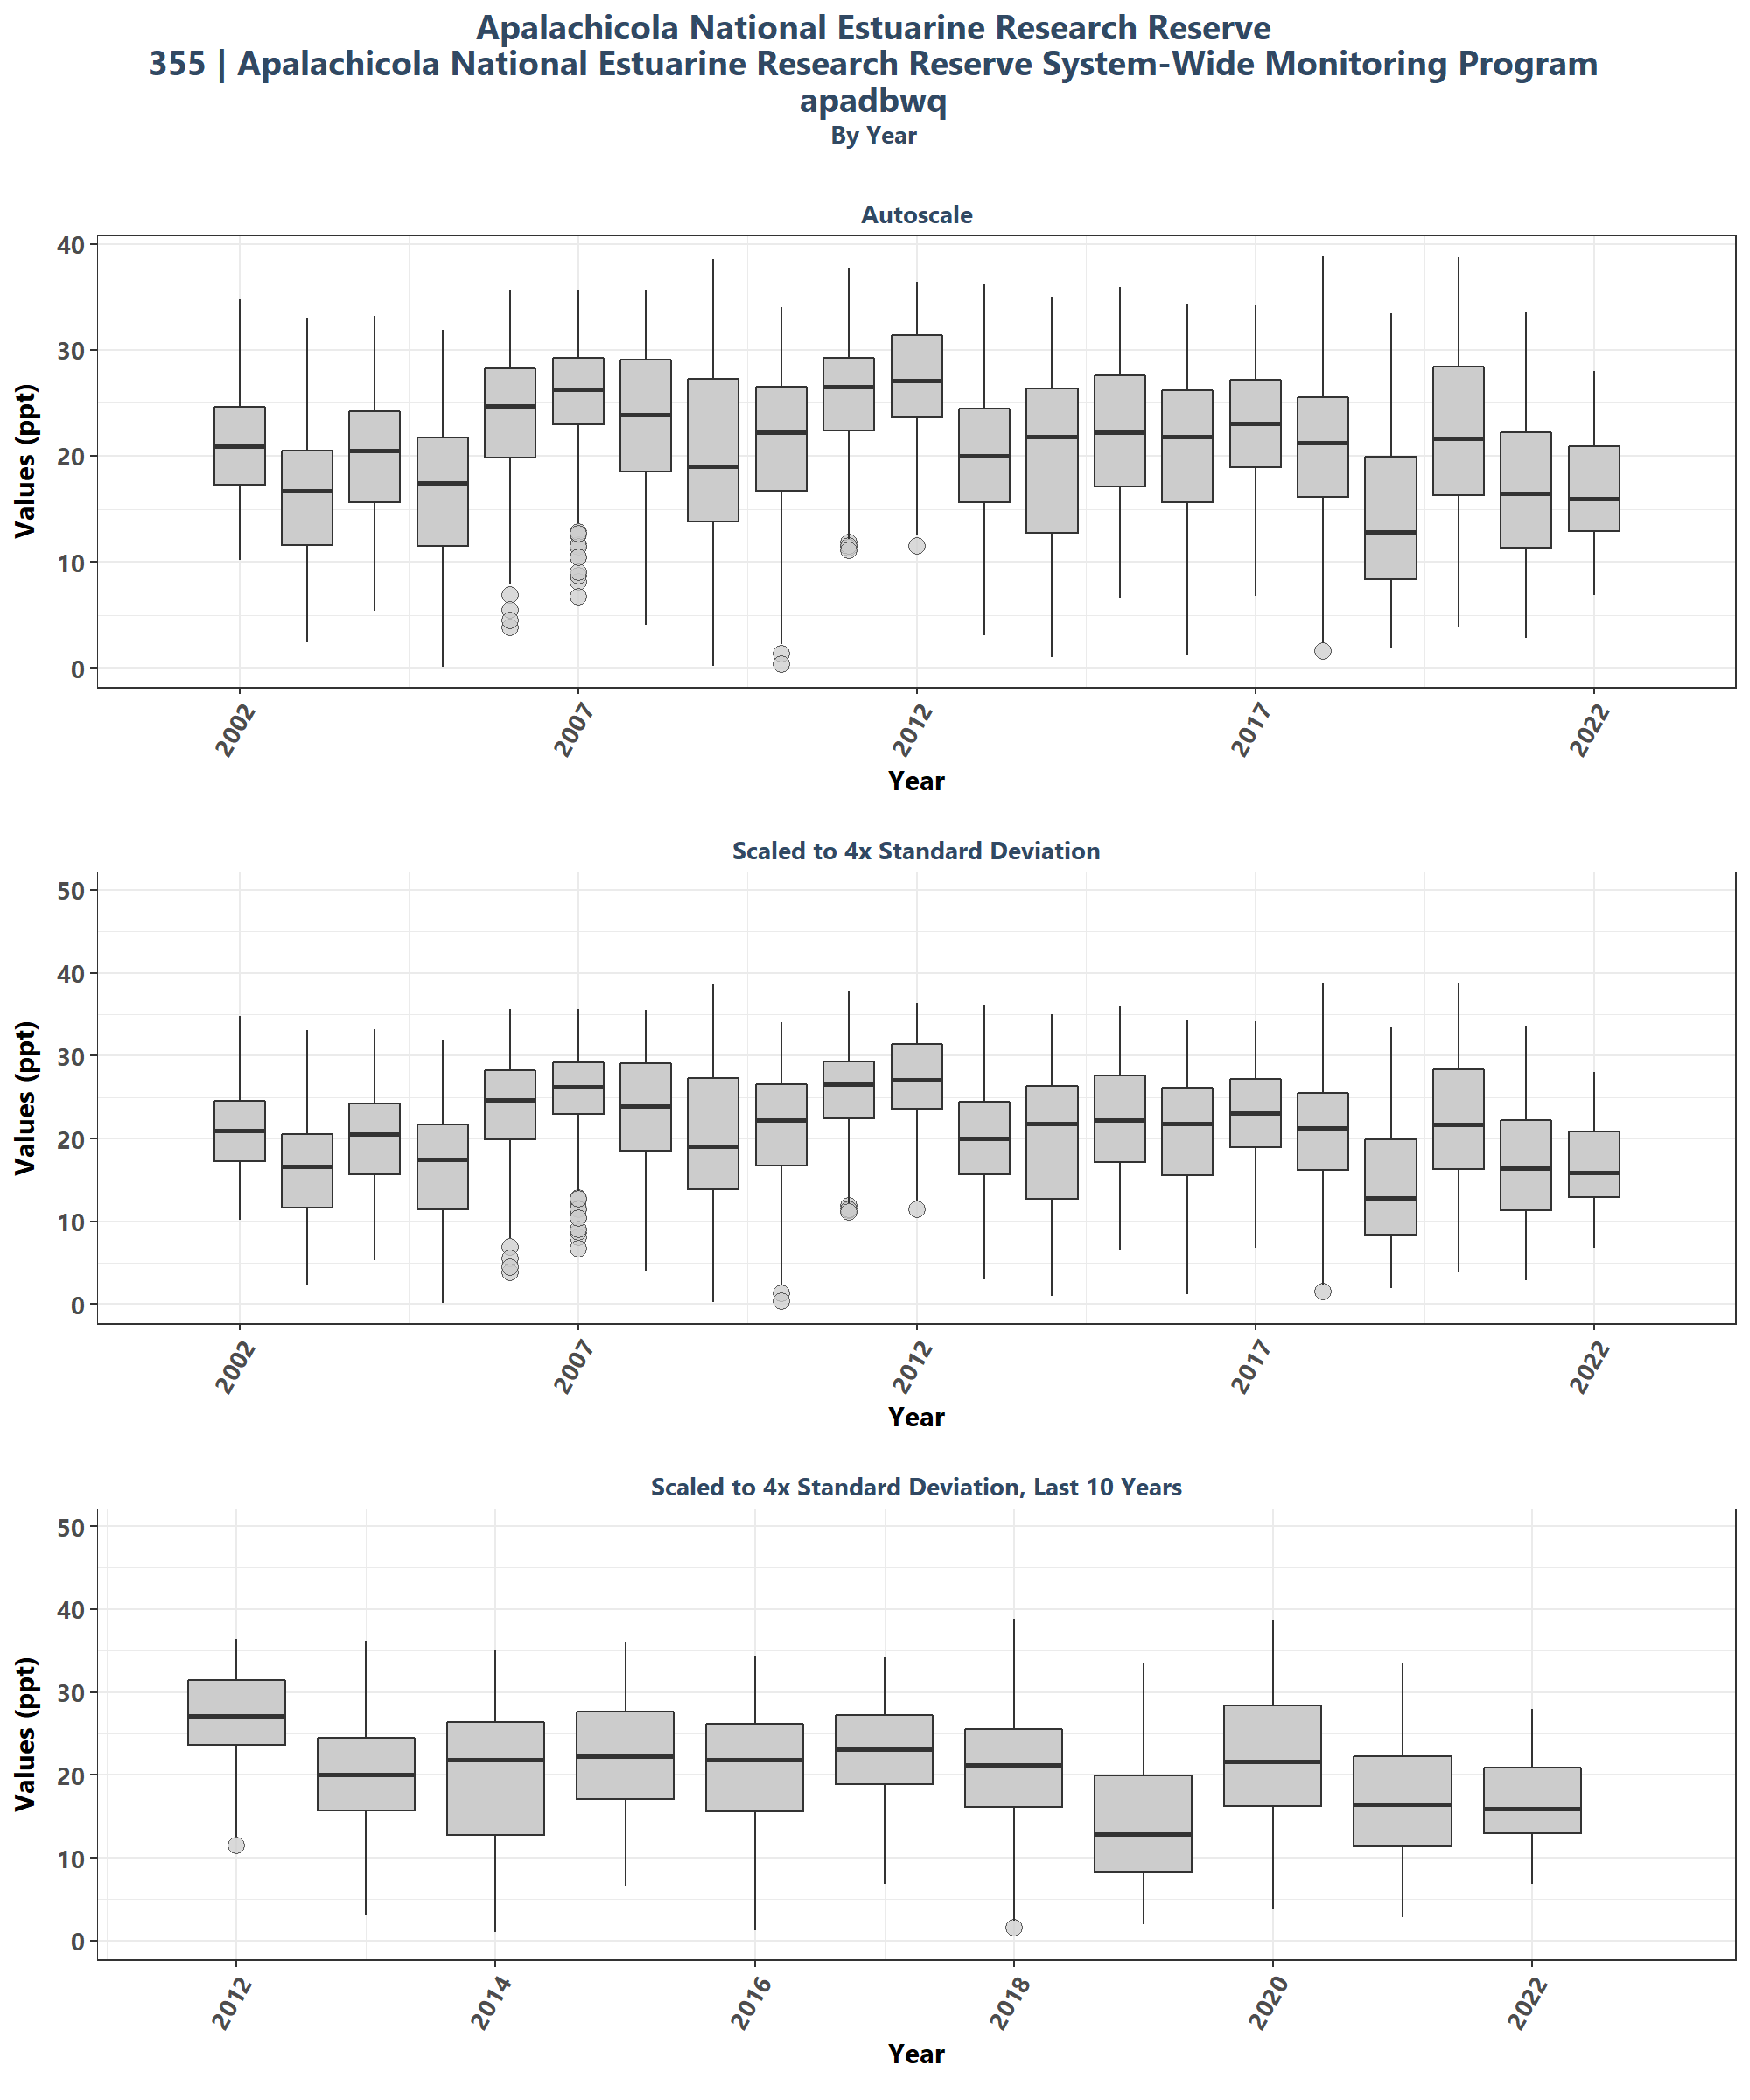 Apalachicola National Estuarine Research Reserve
355 | Apalachicola National Estuarine Research Reserve System-Wide Monitoring Program
apadbwq
By Year
Autoscale
Values (ppt)
40
30
20
10
0
2002
2007
2012
2017
2022
Year
Scaled to 4x Standard Deviation
Values (ppt)
50
40
30
20
10
0
2002
2007
2012
2017
2022
Year
Scaled to 4x Standard Deviation, Last 10 Years
Values (ppt)
50
40
30
20
10
0
2012
2014
2016
2018
2020
2022
Year